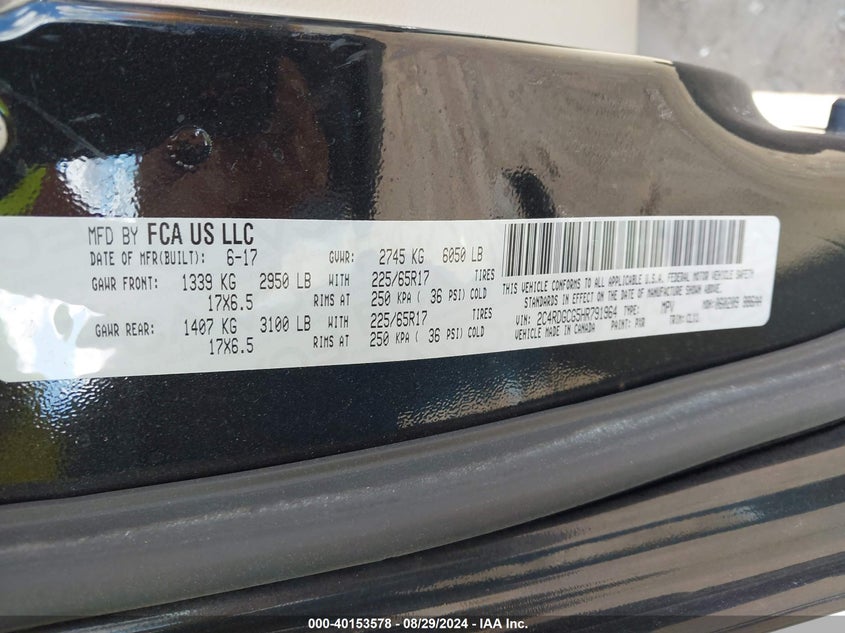 MFD BY FCA US LLC
DATE OF MFR(BUILT): 6-17 GVWR: 2745 KG 6050 LB
GAWR FRONT: 1339 KG 2950 LB WITH 225/65R17 TIRES
17X6.5 RIMS AT 250 KPA ( 36 PSI) COLD
GAWR REAR: 1407 KG 3100 LB WITH 225/65R17 TIRES
17X6.5 RIMS AT 250 KPA ( 36 PSI) COLD
THIS VEHICLE CONFORMS TO ALL APPLICABLE U.S.A. FEDERAL MOTOR VEHICLE SAFETY
STANDARDS IN EFFECT ON THE DATE OF MANUFACTURE SHOWN ABOVE.
VIN: 2C4RDGCG5HR791964 TYPE: MPV MDH:
VEHICLE MADE IN CANADA PAINT: PXR TRIM:
000-40153578 - 08/29/2024 - IAA Inc.